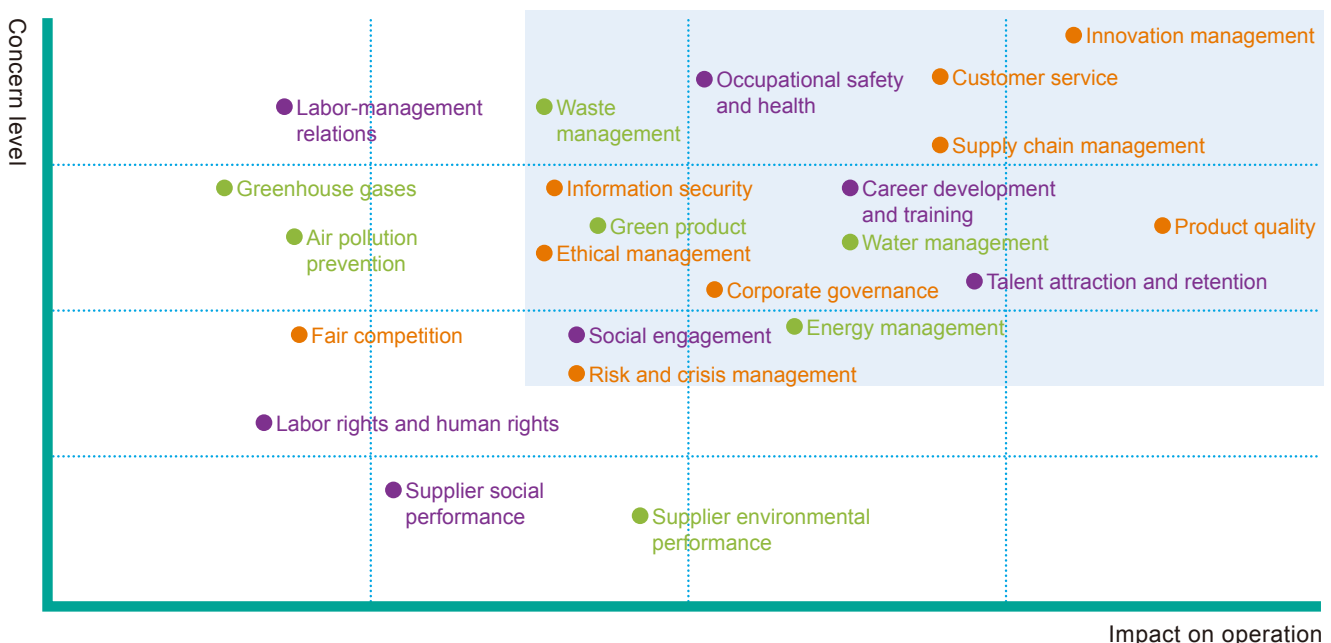 Concern level
Innovation management
Occupational safety
and health
Customer service
Labor-management
relations
Waste
management
Supply chain management
Greenhouse gases
Information security
Career development
and training
Green product
Product quality
Air pollution
prevention
Ethical management
Water management
Corporate governance
Talent attraction and retention
Fair competition
Social engagement
Energy management
Risk and crisis management
Labor rights and human rights
Supplier social
performance
Supplier environmental
performance
Impact on operation